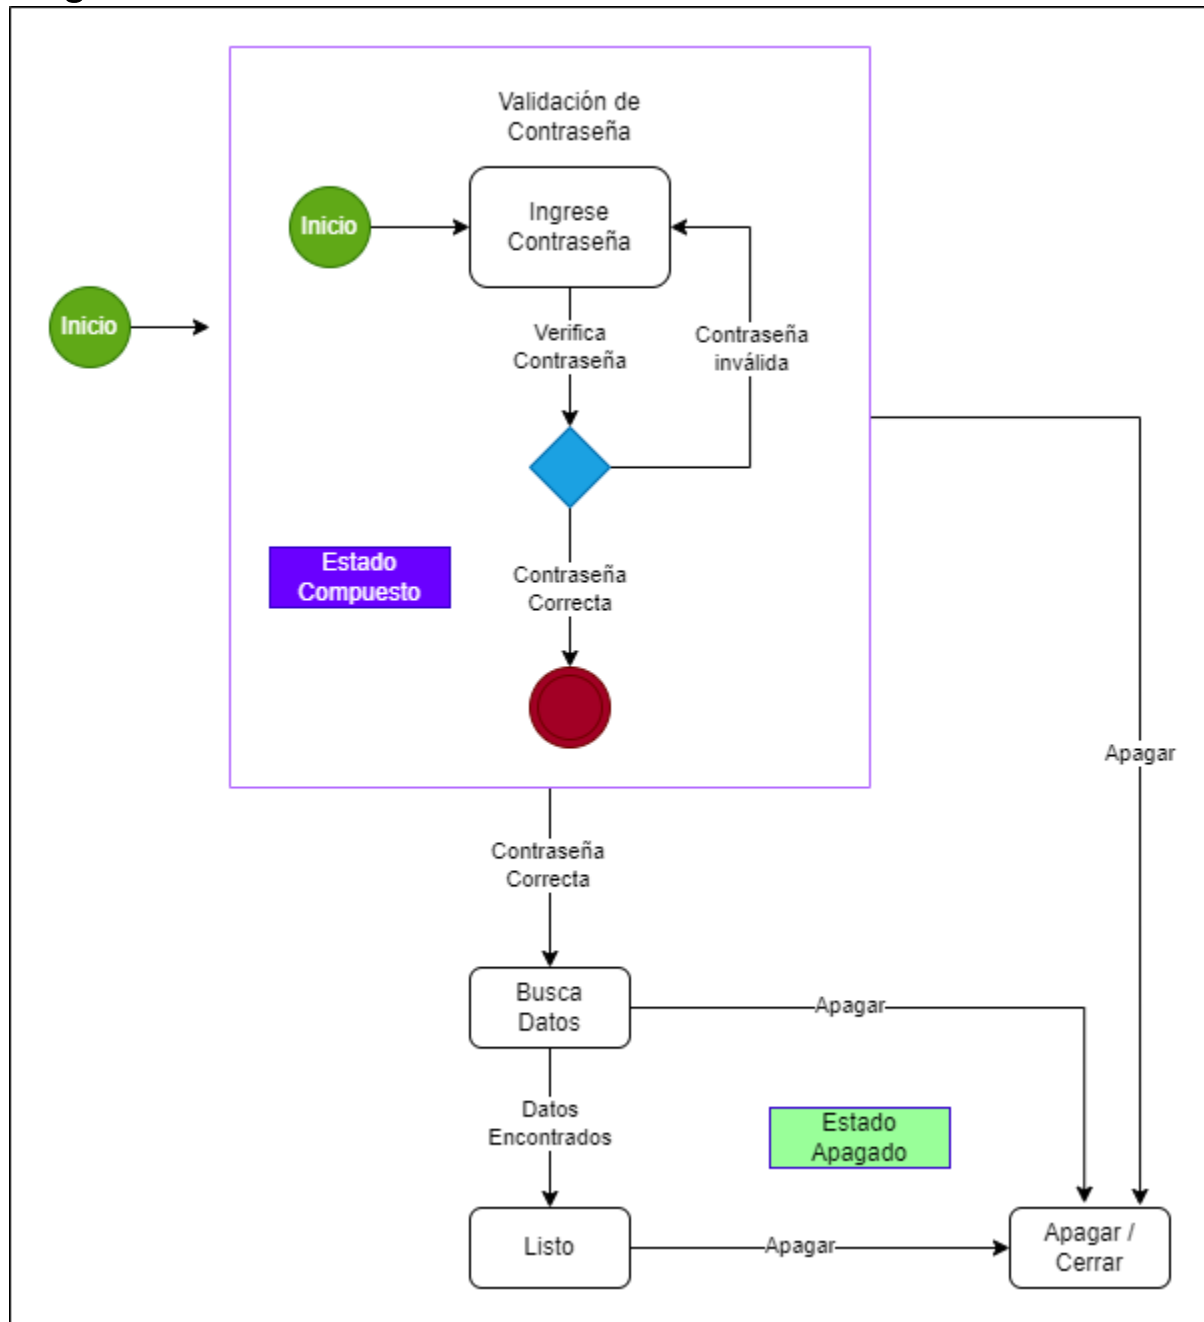 Validación de
Contraseña
Inicio
Ingrese
Contraseña
Inicio
Verifica
Contraseña
Contraseña
inválida
Estado
Compuesto
Contraseña
Correcta
Apagar
Contraseña
Correcta
Busca
Datos
Apagar
Datos
Encontrados
Estado
Apagado
Listo
Apagar
Apagar /
Cerrar